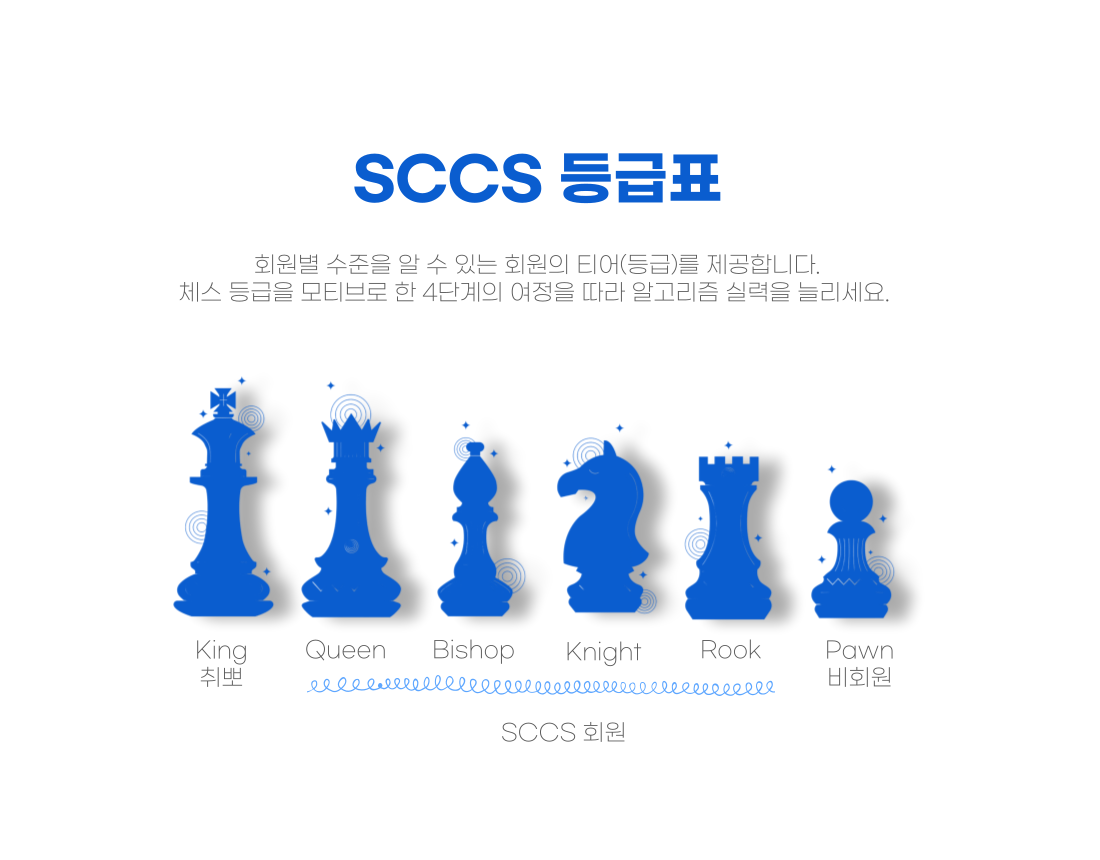 SCCS 등급표
회원별 수준을 알 수 있는 회원의 티어(등급)를 제공합니다.
체스 등급을 모티브로 한 4단계의 여정을 따라 알고리즘 실력을 늘리세요.
King
취뽀
Queen
Bishop
Knight
Rook
Pawn
비회원
SCCS 회원